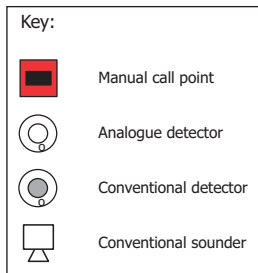 Key:
Manual call point
Analogue detector
Conventional detector
Conventional sounder